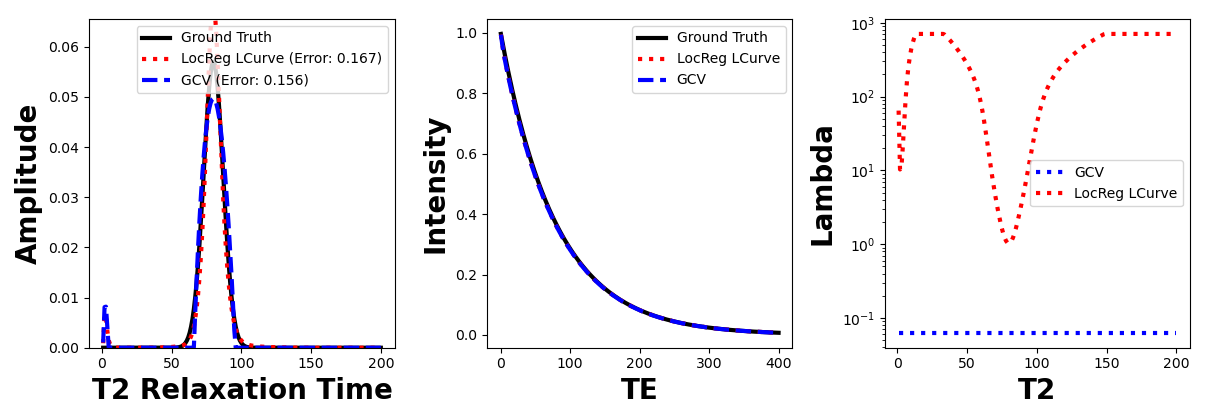 Amplitude
0.06
0.05
0.04
0.03
0.02
0.01
0.00
0 50 100 150 200
T2 Relaxation Time
Ground Truth
LocReg LCurve (Error: 0.167)
GCV (Error: 0.156)
Intensity
1.0
0.8
0.6
0.4
0.2
0.0
0 100 200 300 400
TE
Ground Truth
LocReg LCurve
GCV
Lambda
10³
10²
10¹
10⁰
10⁻¹
0 50 100 150 200
T2
GCV
LocReg LCurve